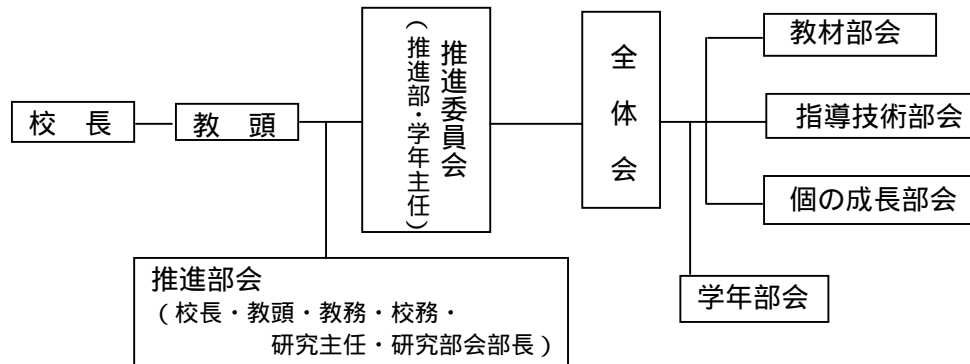 校　長
教　頭
推進委員会
（推進部・学年主任）
全体会
教材部会
指導技術部会
個の成長部会
学年部会
推進部会
（校長・教頭・教務・校務・
研究主任・研究部会部長）